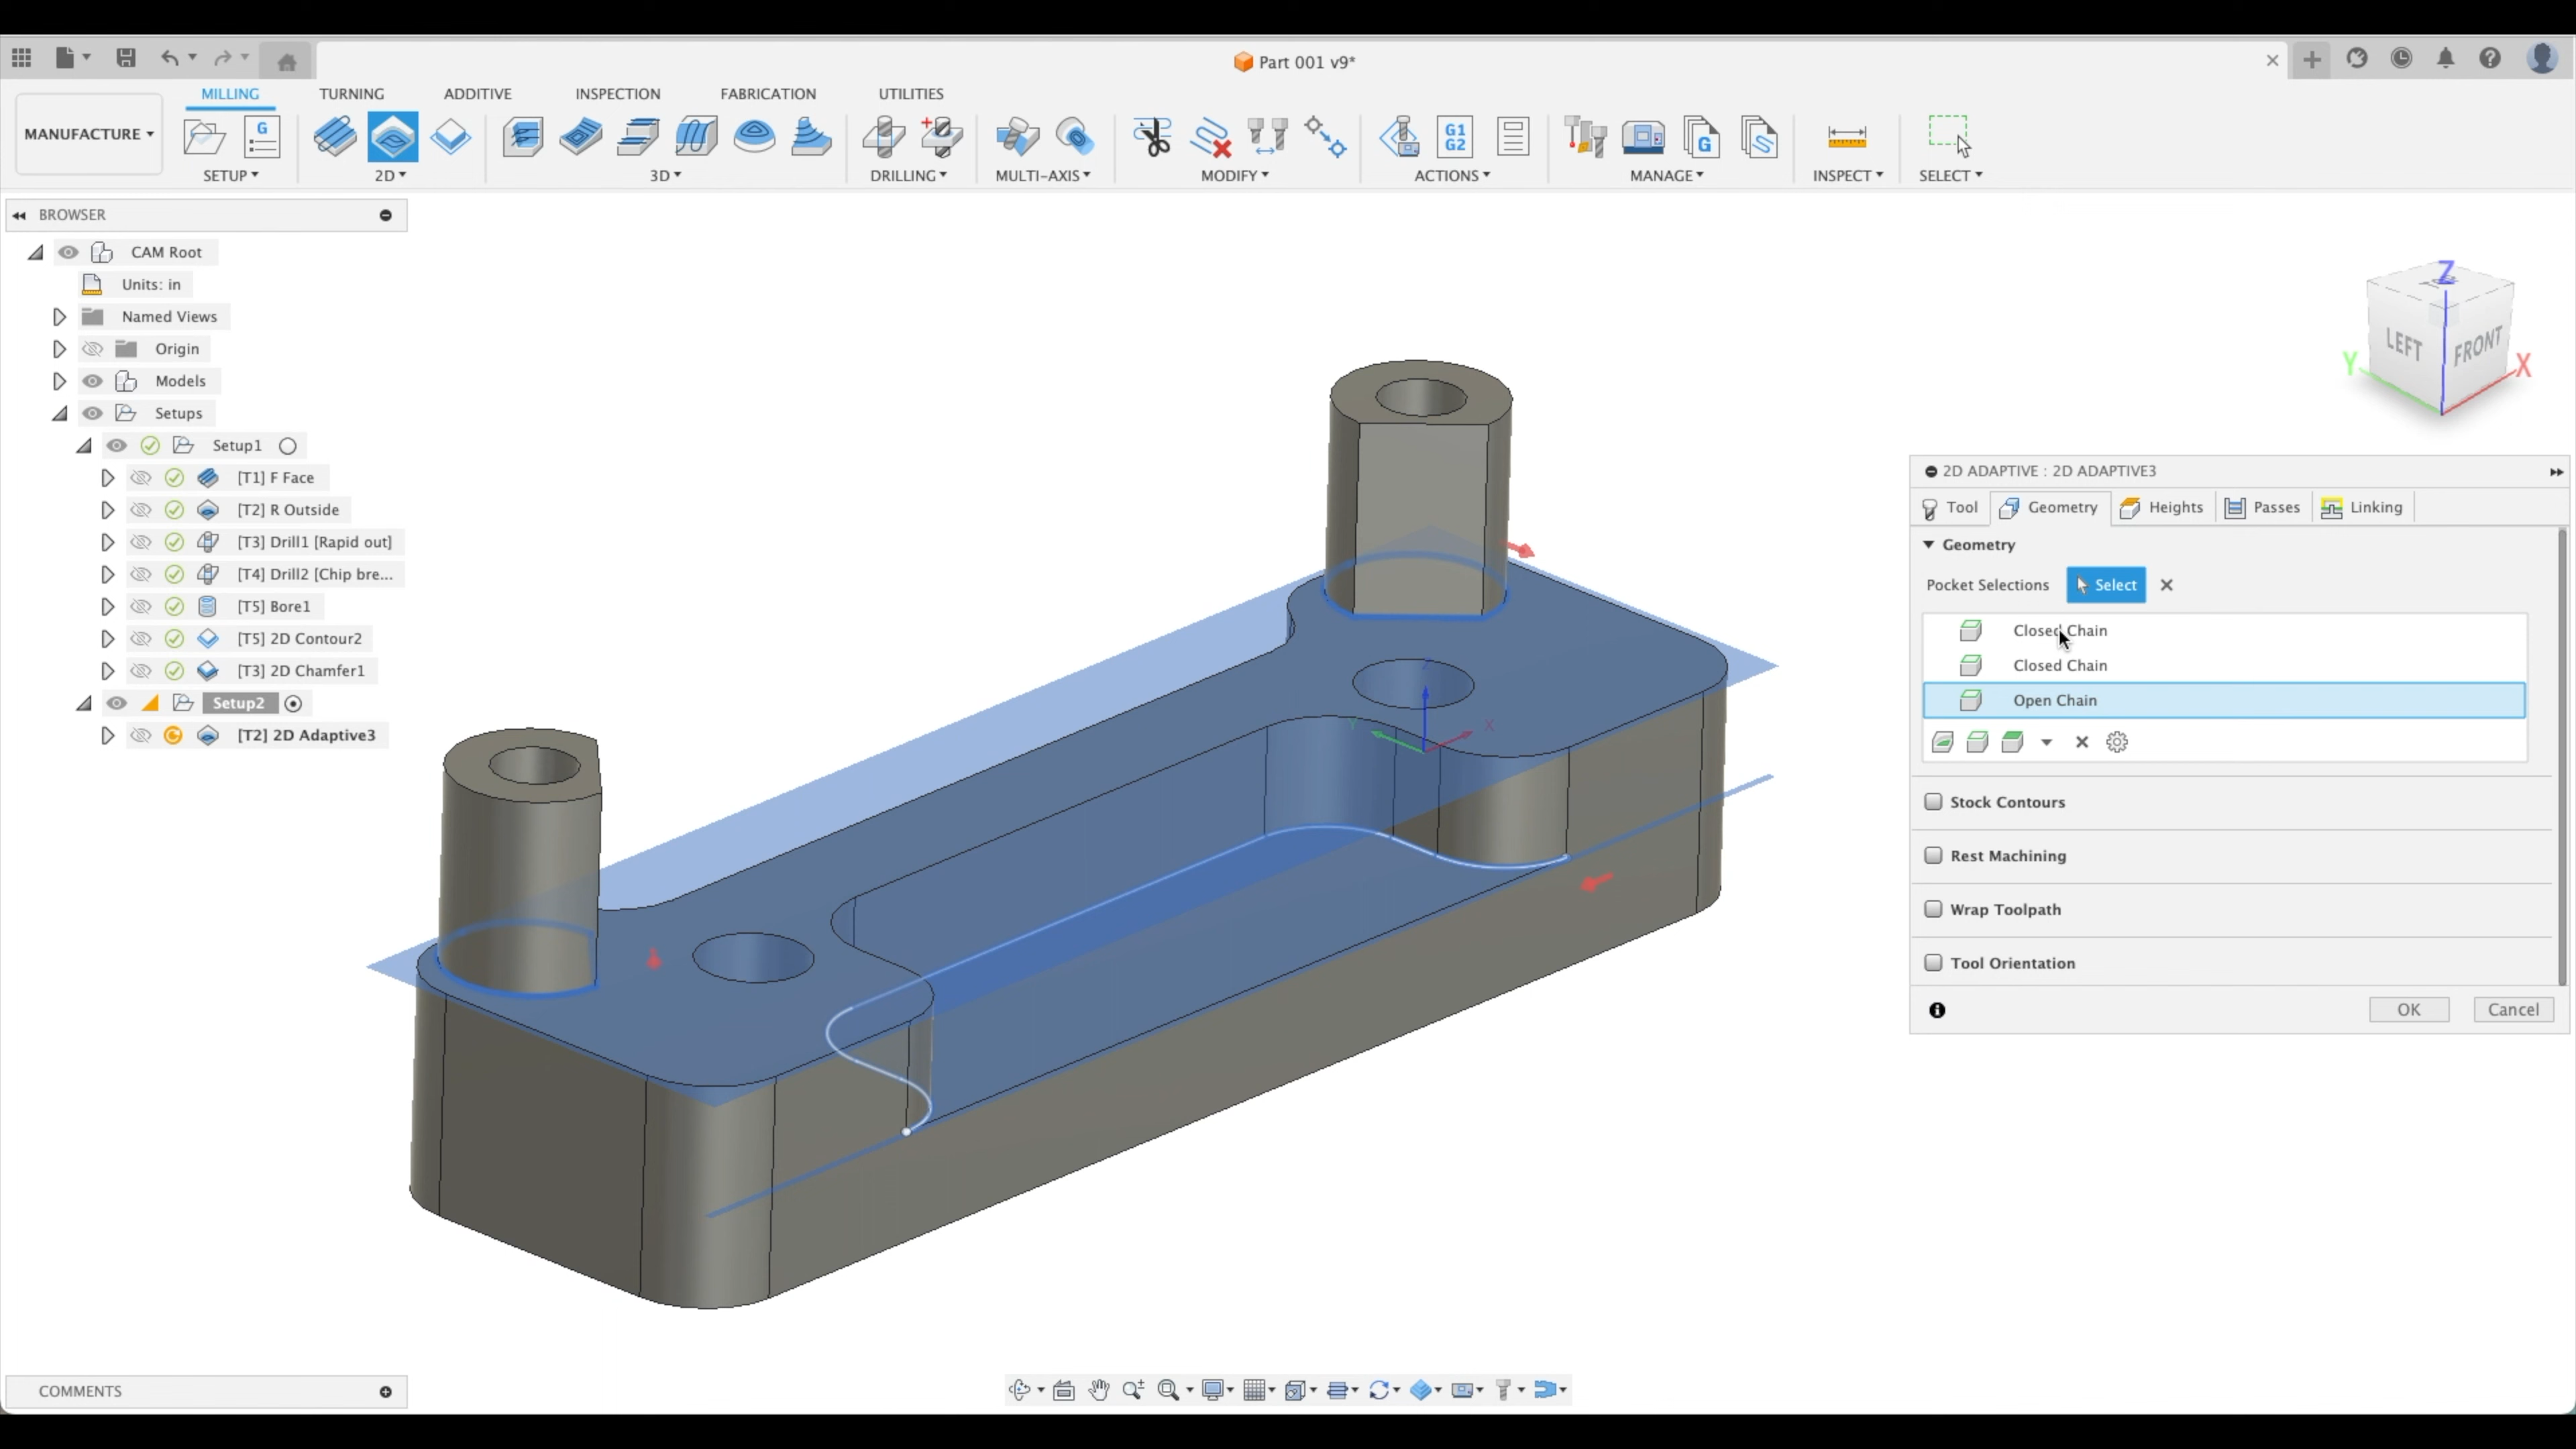 Part 001 v9*
MILLING TURNING ADDITIVE INSPECTION FABRICATION UTILITIES
MANUFACTURE
G
G1
G2
G
SETUP 2D 3D DRILLING MULTI-AXIS MODIFY ACTIONS MANAGE INSPECT SELECT
BROWSER
CAM Root
Units: in
Named Views
Origin
Models
Setups
Setup1
[T1] F Face
[T2] R Outside
[T3] Drill1 [Rapid out]
[T4] Drill2 [Chip bre...
[T5] Bore1
[T5] 2D Contour2
[T3] 2D Chamfer1
Setup2
[T2] 2D Adaptive3
Z
LEFT FRONT
Y X
Z
Y X
2D ADAPTIVE : 2D ADAPTIVE3
Tool Geometry Heights Passes Linking
Geometry
Pocket Selections Select
Closed Chain
Closed Chain
Open Chain
Stock Contours
Rest Machining
Wrap Toolpath
Tool Orientation
OK Cancel
COMMENTS